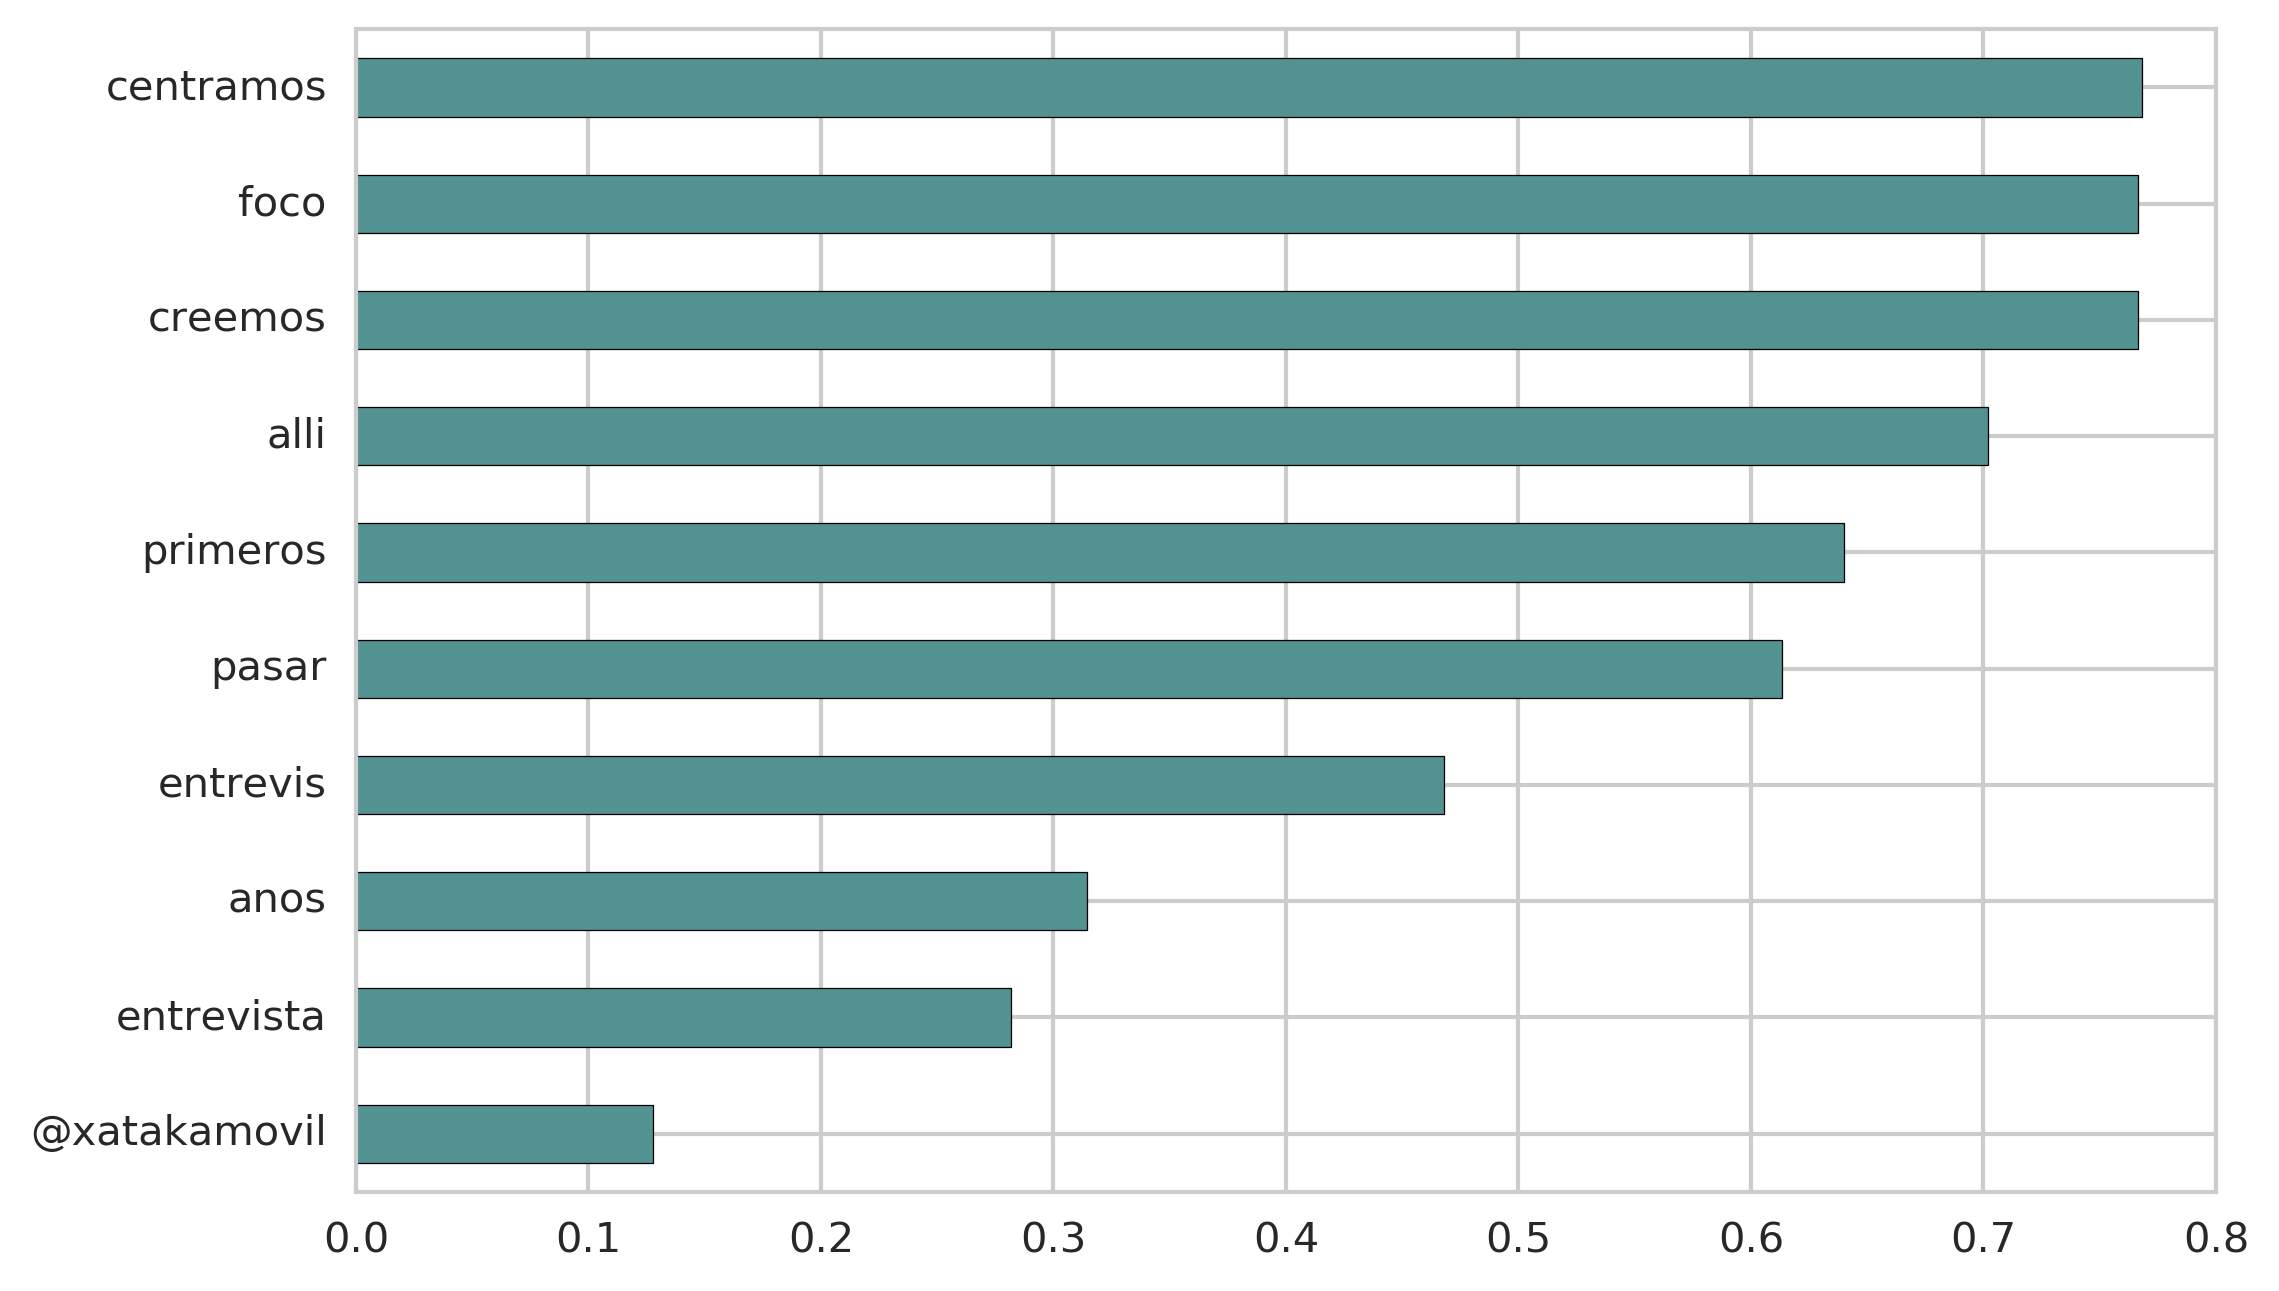 centramos
foco
creemos
alli
primeros
pasar
entrevis
anos
entrevista
@xatakamovil
0.0 0.1 0.2 0.3 0.4 0.5 0.6 0.7 0.8